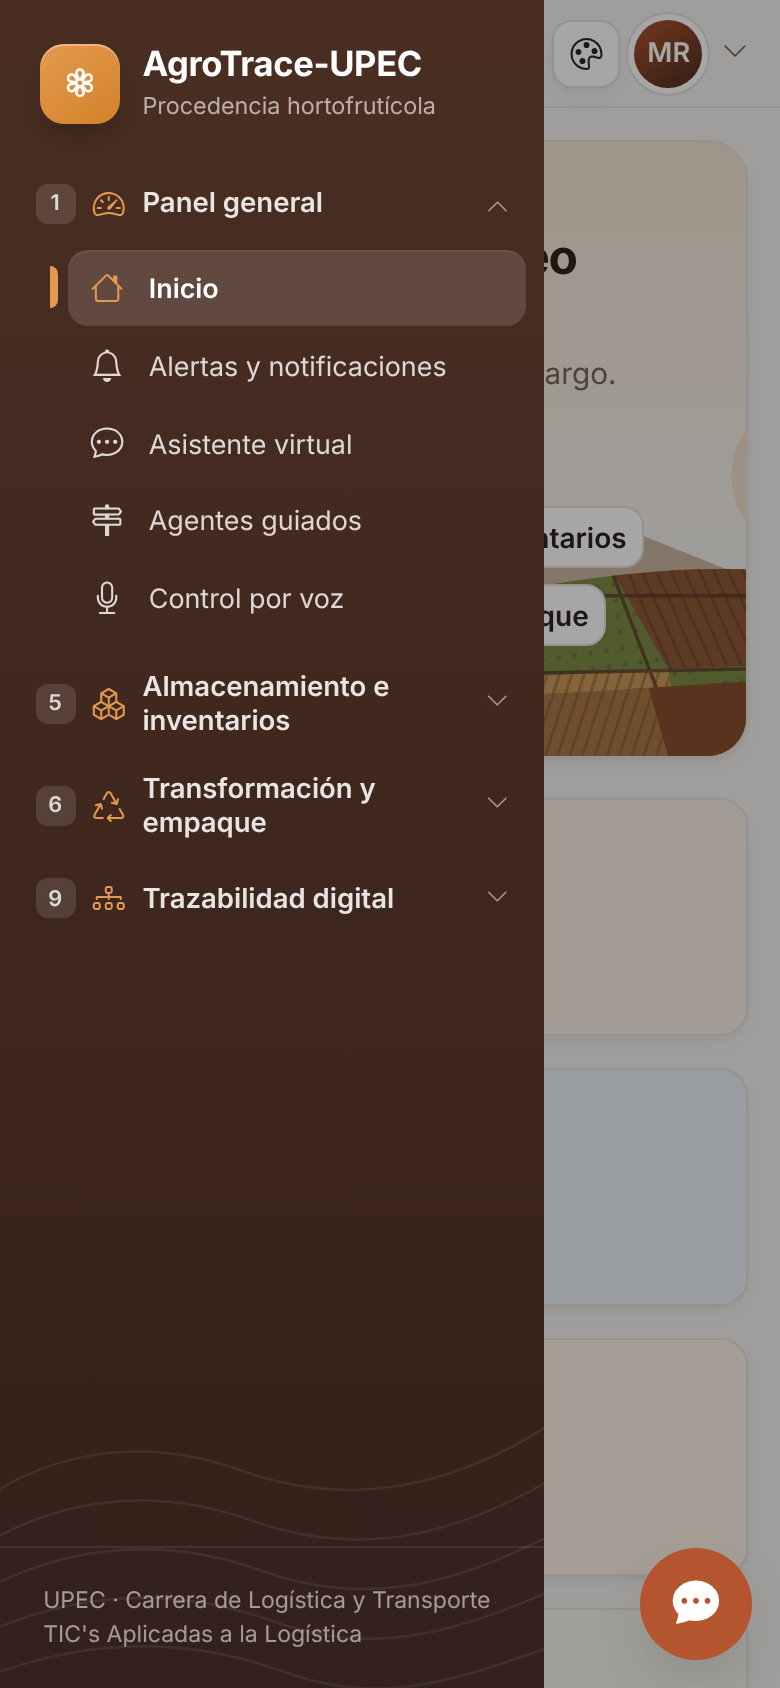 AgroTrace-UPEC
Procedencia hortofrutícola
MR
1 Panel general
Inicio
Alertas y notificaciones
Asistente virtual
Agentes guiados
Control por voz
5 Almacenamiento e
inventarios
6 Transformación y
empaque
9 Trazabilidad digital
UPEC · Carrera de Logística y Transporte
TIC's Aplicadas a la Logística